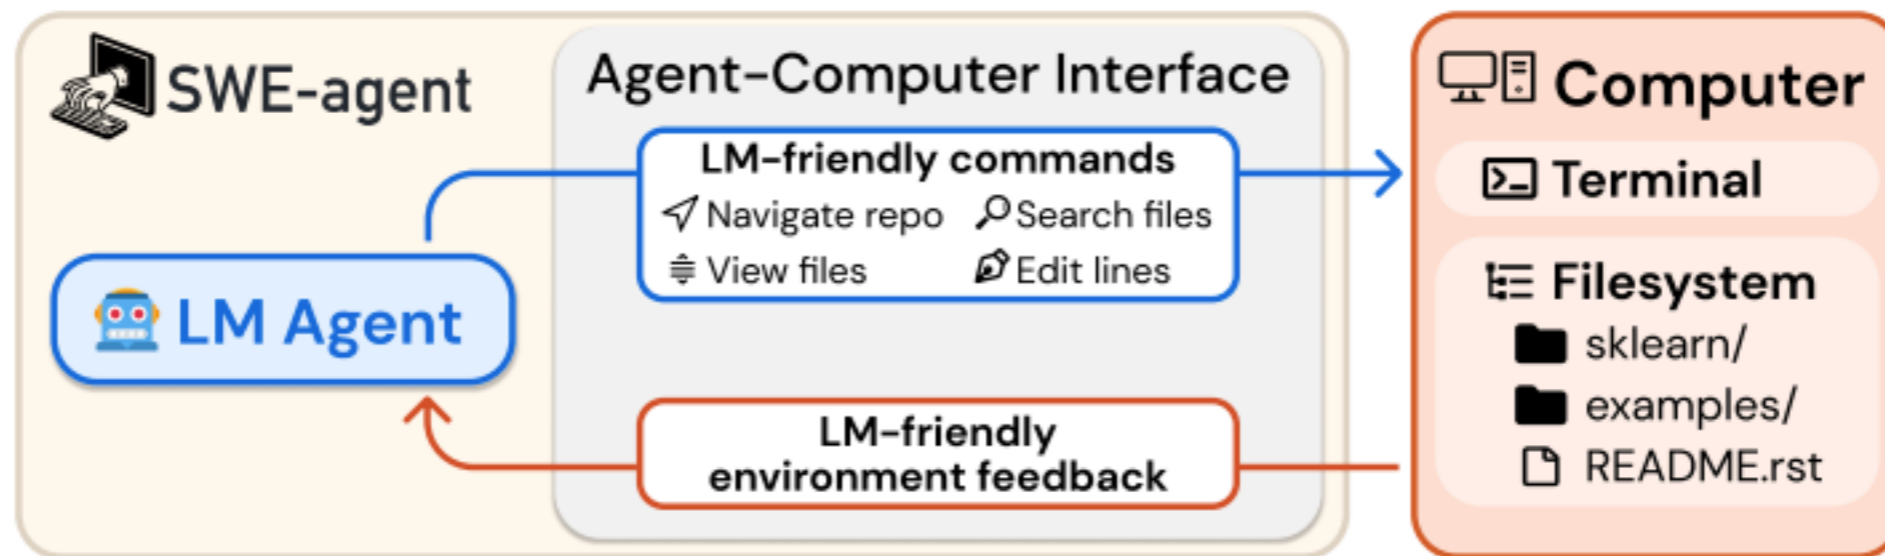 SWE-agent
Agent-Computer Interface
LM-friendly commands
Navigate repo
Search files
View files
Edit lines
LM Agent
LM-friendly
environment feedback
Computer
Terminal
Filesystem
sklearn/
examples/
README.rst